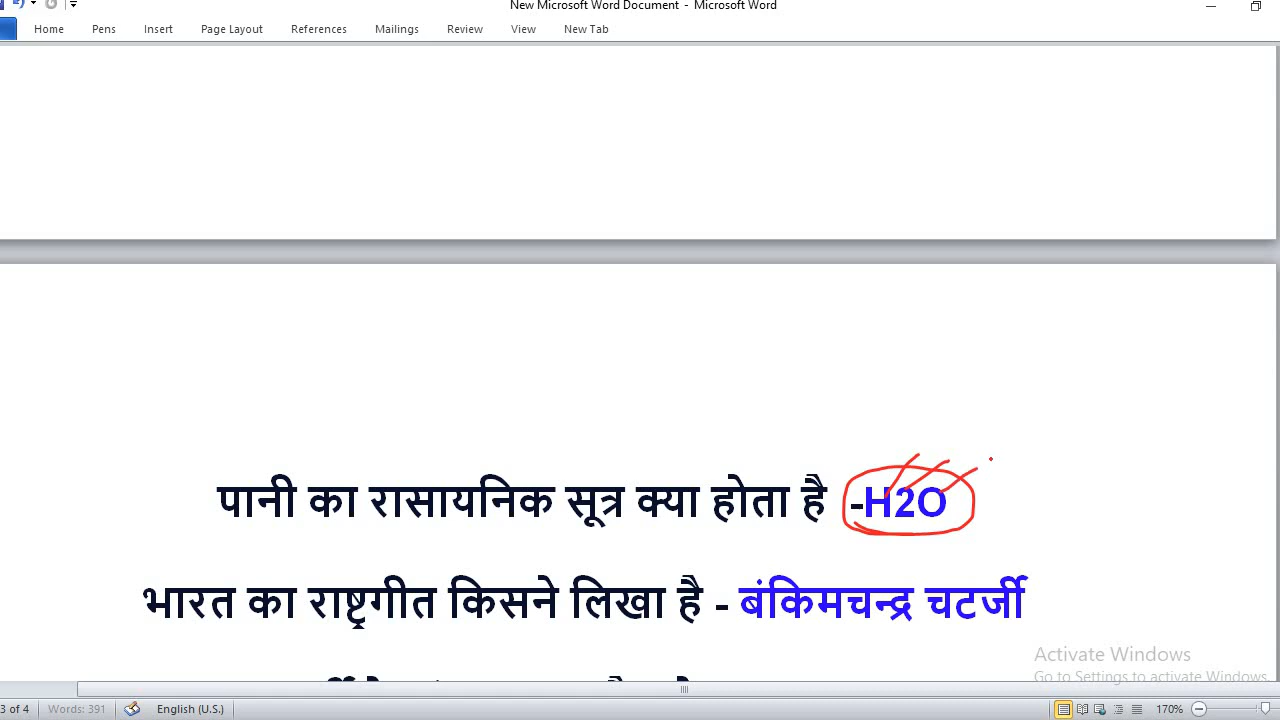 New Microsoft Word Document - Microsoft Word
Home Pens Insert Page Layout References Mailings Review View New Tab
पानी का रासायनिक सूत्र क्या होता है -H2O
भारत का राष्ट्रगीत किसने लिखा है - बंकिमचन्द्र चटर्जी
Activate Windows
Go to Settings to activate Windows.
3 of 4 Words: 391 English (U.S.) 170%